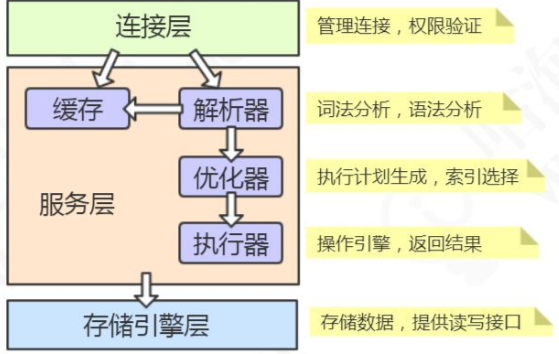 连接层
管理连接，权限验证
缓存
解析器
词法分析，语法分析
优化器
执行计划生成，索引选择
服务层
执行器
操作引擎，返回结果
存储引擎层
存储数据，提供读写接口